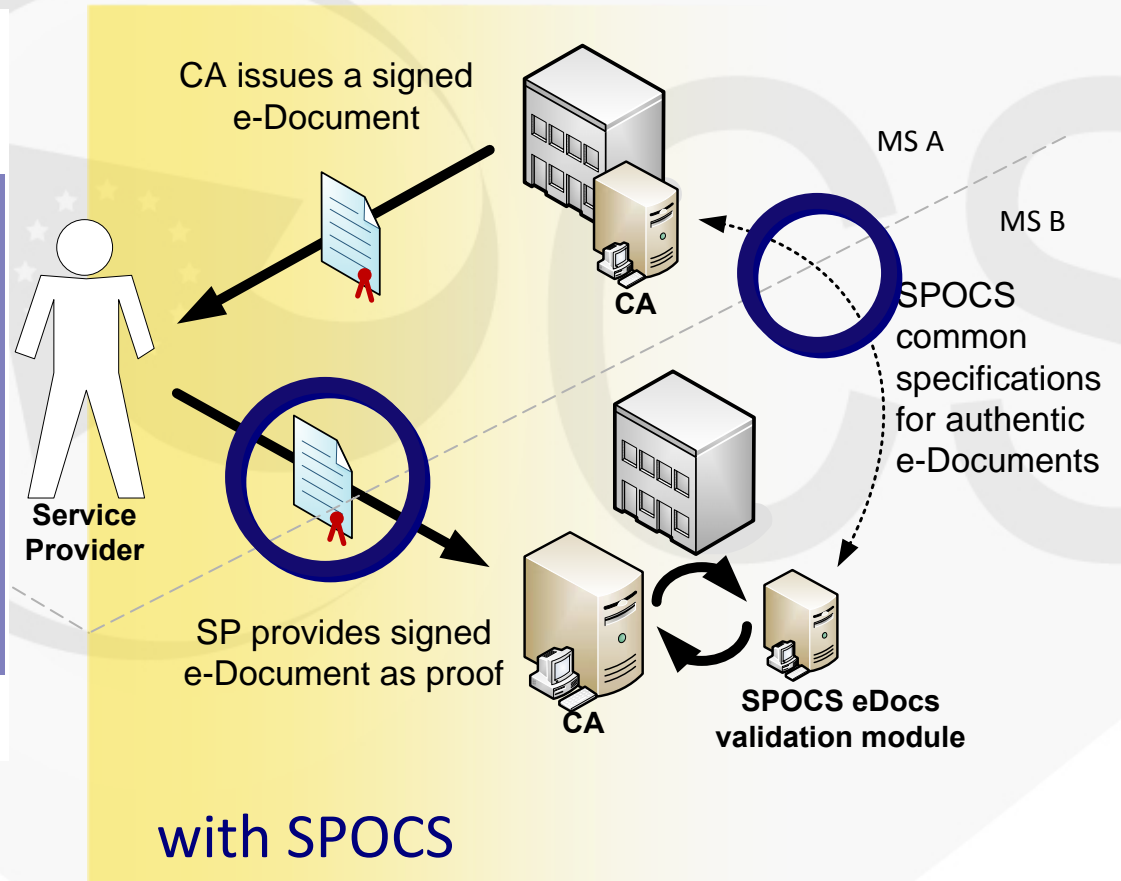 CA issues a signed
e-Document
MS A
MS B
CA
SPOCS
common
specifications
for authentic
e-Documents
Service
Provider
SP provides signed
e-Document as proof
CA
SPOCS eDocs
validation module
with SPOCS